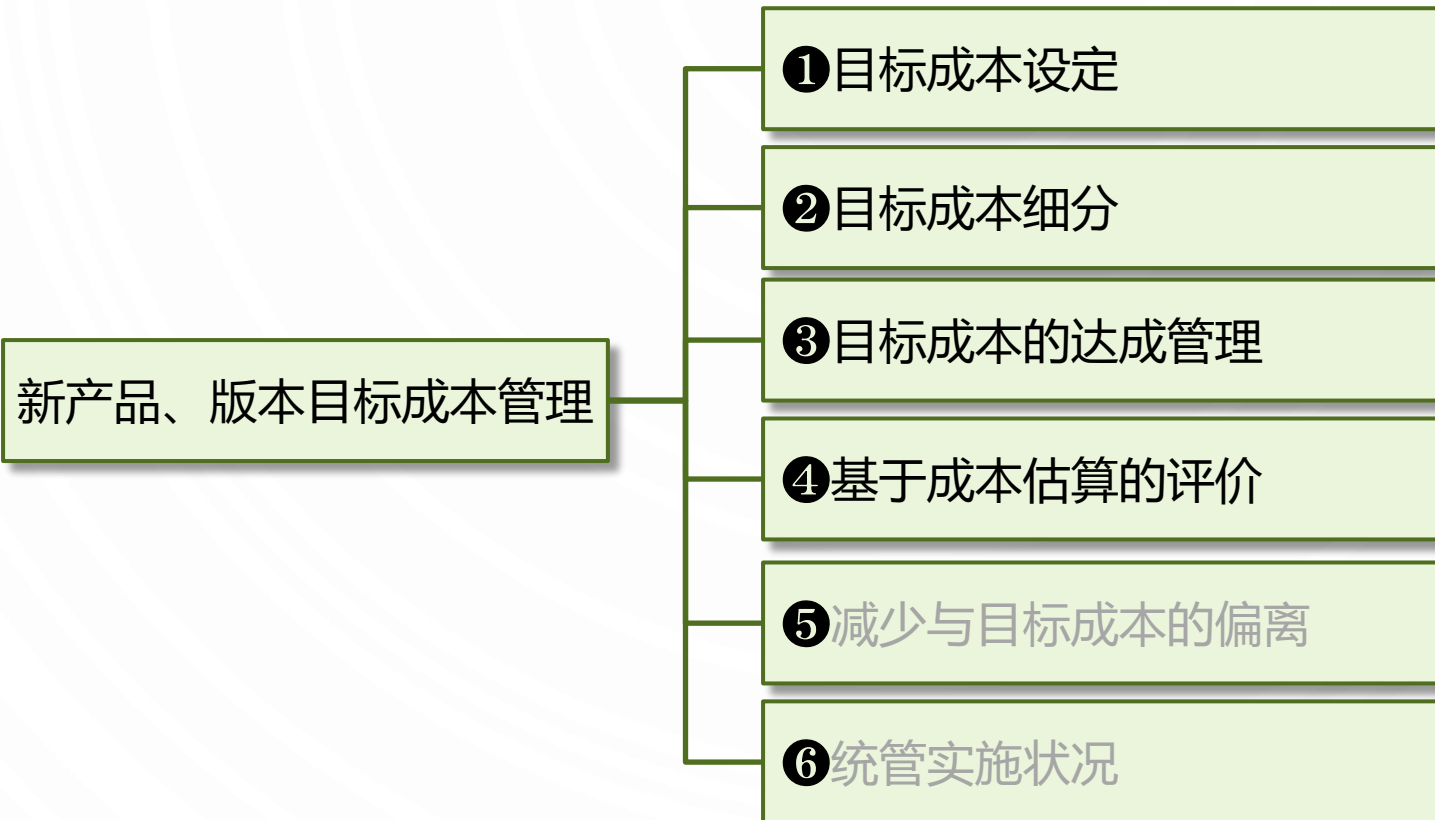 ❶目标成本设定
❷目标成本细分
❸目标成本的达成管理
新产品、版本目标成本管理
❹基于成本估算的评价
❺减少与目标成本的偏离
❻统管实施状况